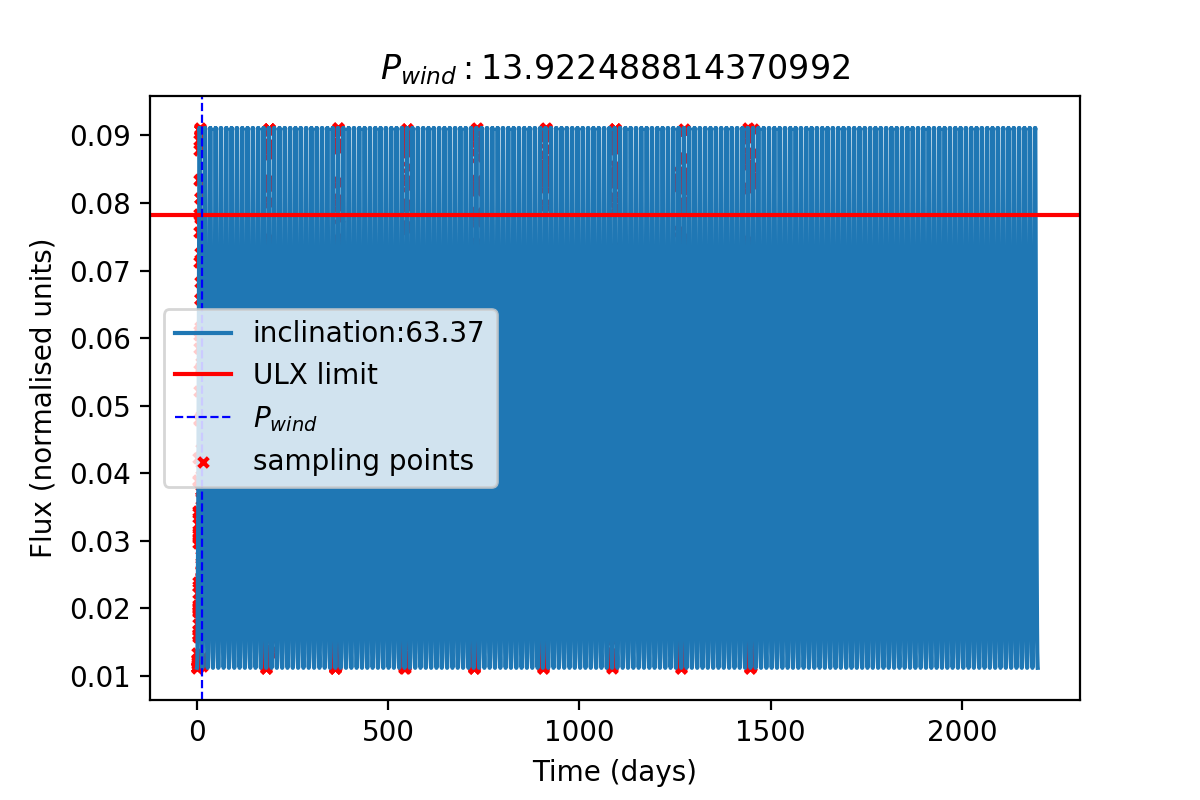 P_wind : 13.922488814370992
0.09
0.08
0.07
0.06
0.05
0.04
0.03
0.02
0.01
Flux (normalised units)
inclination:63.37
ULX limit
P_wind
sampling points
0 500 1000 1500 2000
Time (days)